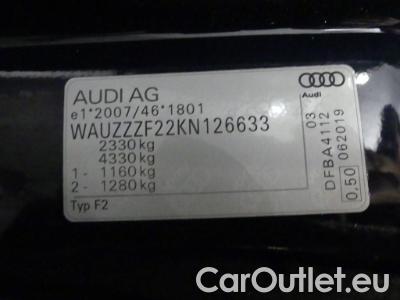 AUDI AG
e1*2007/46*1801
WAUZZZF22KN126633
2330 kg
4330 kg
1 - 1160 kg
2 - 1280 kg
Typ F2
Audi
DFBA4112 03
0,50 062019
CarOutlet.eu